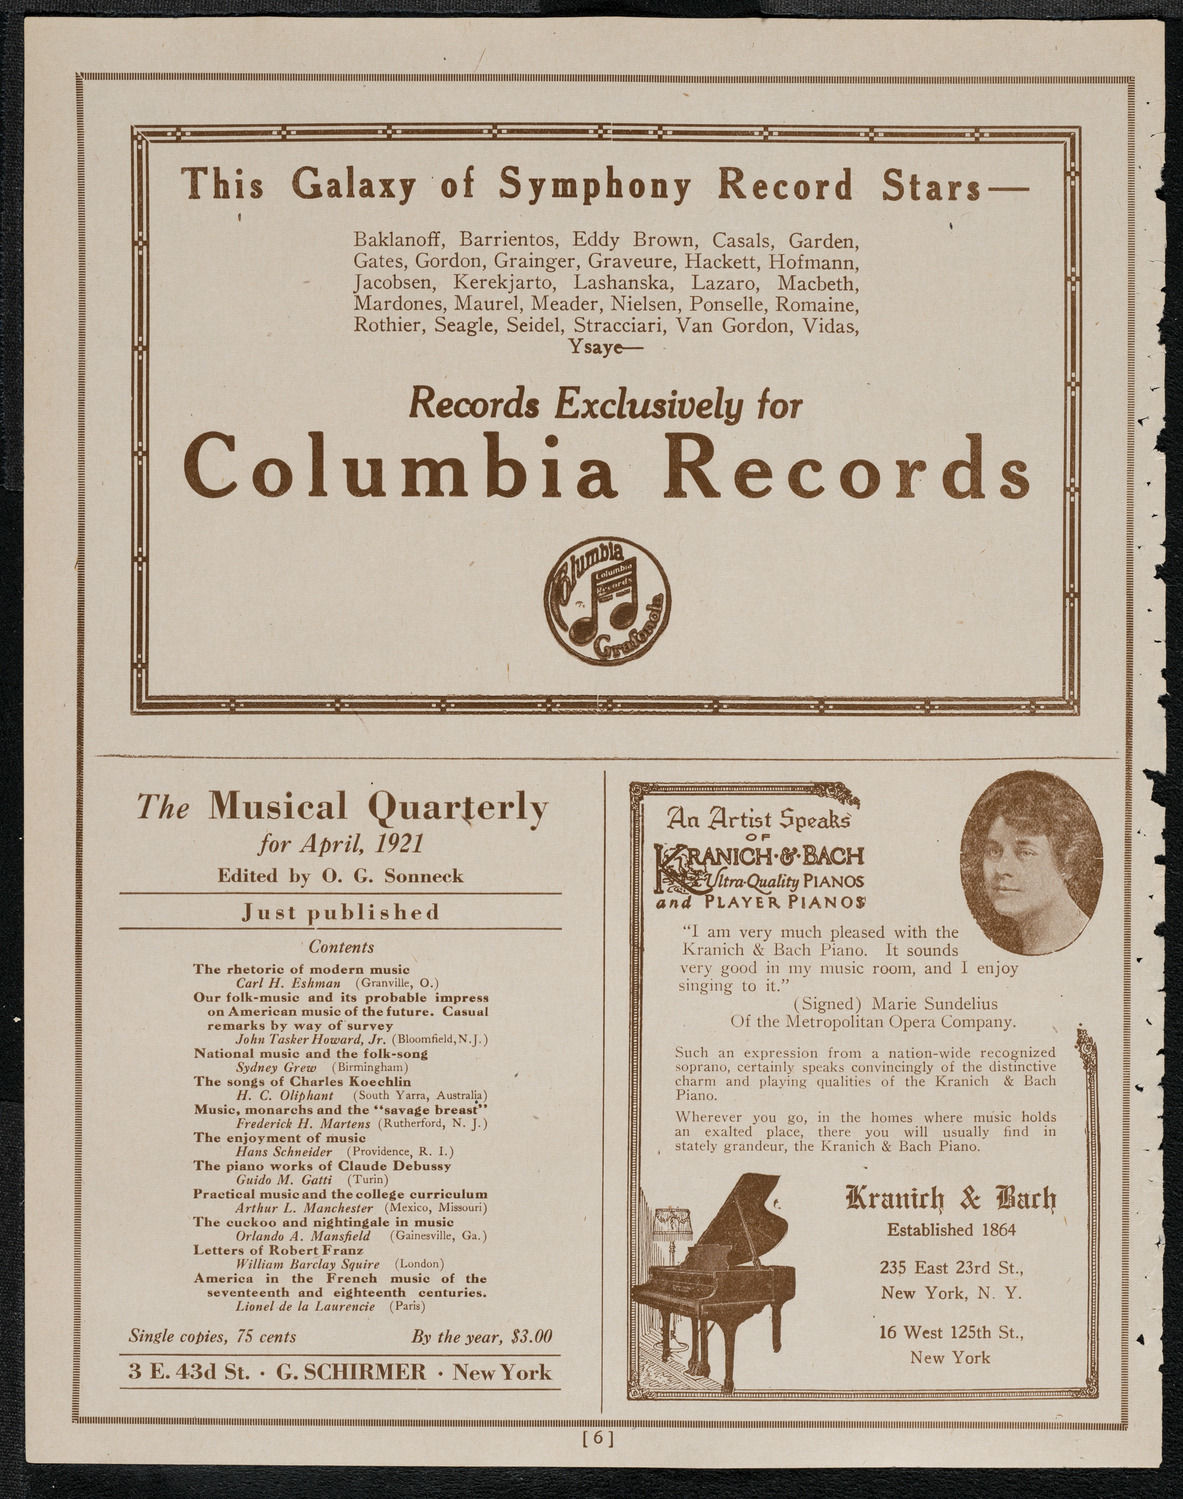 This Galaxy of Symphony Record Stars—
Baklanoff, Barrientos, Eddy Brown, Casals, Garden,
Gates, Gordon, Grainger, Graveure, Hackett, Hofmann,
Jacobsen, Kerekjarto, Lashanska, Lazaro, Macbeth,
Mardones, Maurel, Meader, Nielsen, Ponselle, Romaine,
Rothier, Seagle, Seidel, Stracciari, Van Gordon, Vidas,
Ysaye—
Records Exclusively for
Columbia Records
Columbia
Columbia
Records
Grafonola
The Musical Quarterly
for April, 1921
Edited by O. G. Sonneck
Just published
Contents
The rhetoric of modern music
Carl H. Eshman (Granville, O.)
Our folk-music and its probable impress
on American music of the future. Casual
remarks by way of survey
John Tasker Howard, Jr. (Bloomfield, N.J.)
National music and the folk-song
Sydney Grew (Birmingham)
The songs of Charles Koechlin
H. C. Oliphant (South Yarra, Australia)
Music, monarchs and the "savage breast"
Frederick H. Martens (Rutherford, N. J.)
The enjoyment of music
Hans Schneider (Providence, R. I.)
The piano works of Claude Debussy
Guido M. Gatti (Turin)
Practical music and the college curriculum
Arthur L. Manchester (Mexico, Missouri)
The cuckoo and nightingale in music
Orlando A. Mansfield (Gainesville, Ga.)
Letters of Robert Franz
William Barclay Squire (London)
America in the French music of the
seventeenth and eighteenth centuries.
Lionel de la Laurencie (Paris)
Single copies, 75 cents By the year, $3.00
3 E. 43d St. · G. SCHIRMER · New York
An Artist Speaks
OF
KRANICH·&·BACH
Ultra-Quality PIANOS
and PLAYER PIANOS
"I am very much pleased with the
Kranich & Bach Piano. It sounds
very good in my music room, and I enjoy
singing to it."
(Signed) Marie Sundelius
Of the Metropolitan Opera Company.
Such an expression from a nation-wide recognized
soprano, certainly speaks convincingly of the distinctive
charm and playing qualities of the Kranich & Bach
Piano.
Wherever you go, in the homes where music holds
an exalted place, there you will usually find in
stately grandeur, the Kranich & Bach Piano.
Kranich & Bach
Established 1864
235 East 23rd St.,
New York, N. Y.
16 West 125th St.,
New York
[ 6 ]